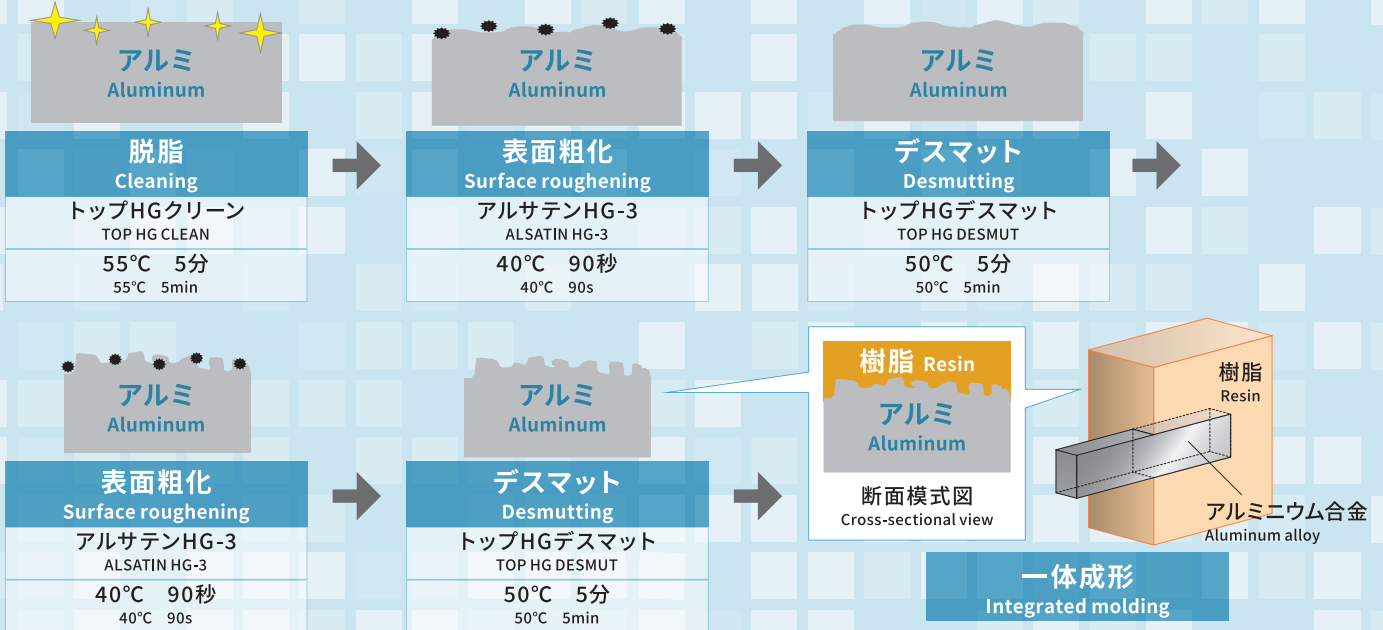 アルミ
Aluminum
脱脂
Cleaning
トップHGクリーン
TOP HG CLEAN
55℃ 5分
55℃ 5min
アルミ
Aluminum
表面粗化
Surface roughening
アルサテンHG-3
ALSATIN HG-3
40℃ 90秒
40℃ 90s
アルミ
Aluminum
デスマット
Desmutting
トップHGデスマット
TOP HG DESMUT
50℃ 5分
50℃ 5min
アルミ
Aluminum
表面粗化
Surface roughening
アルサテンHG-3
ALSATIN HG-3
40℃ 90秒
40℃ 90s
アルミ
Aluminum
デスマット
Desmutting
トップHGデスマット
TOP HG DESMUT
50℃ 5分
50℃ 5min
樹脂 Resin
アルミ
Aluminum
断面模式図
Cross-sectional view
樹脂
Resin
アルミニウム合金
Aluminum alloy
一体成形
Integrated molding